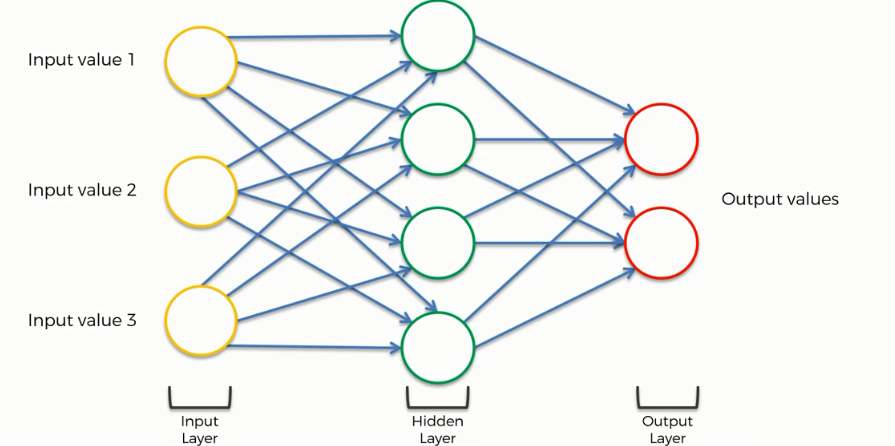 Input value 1
Input value 2
Output values
Input value 3
Input
Layer
Hidden
Layer
Output
Layer